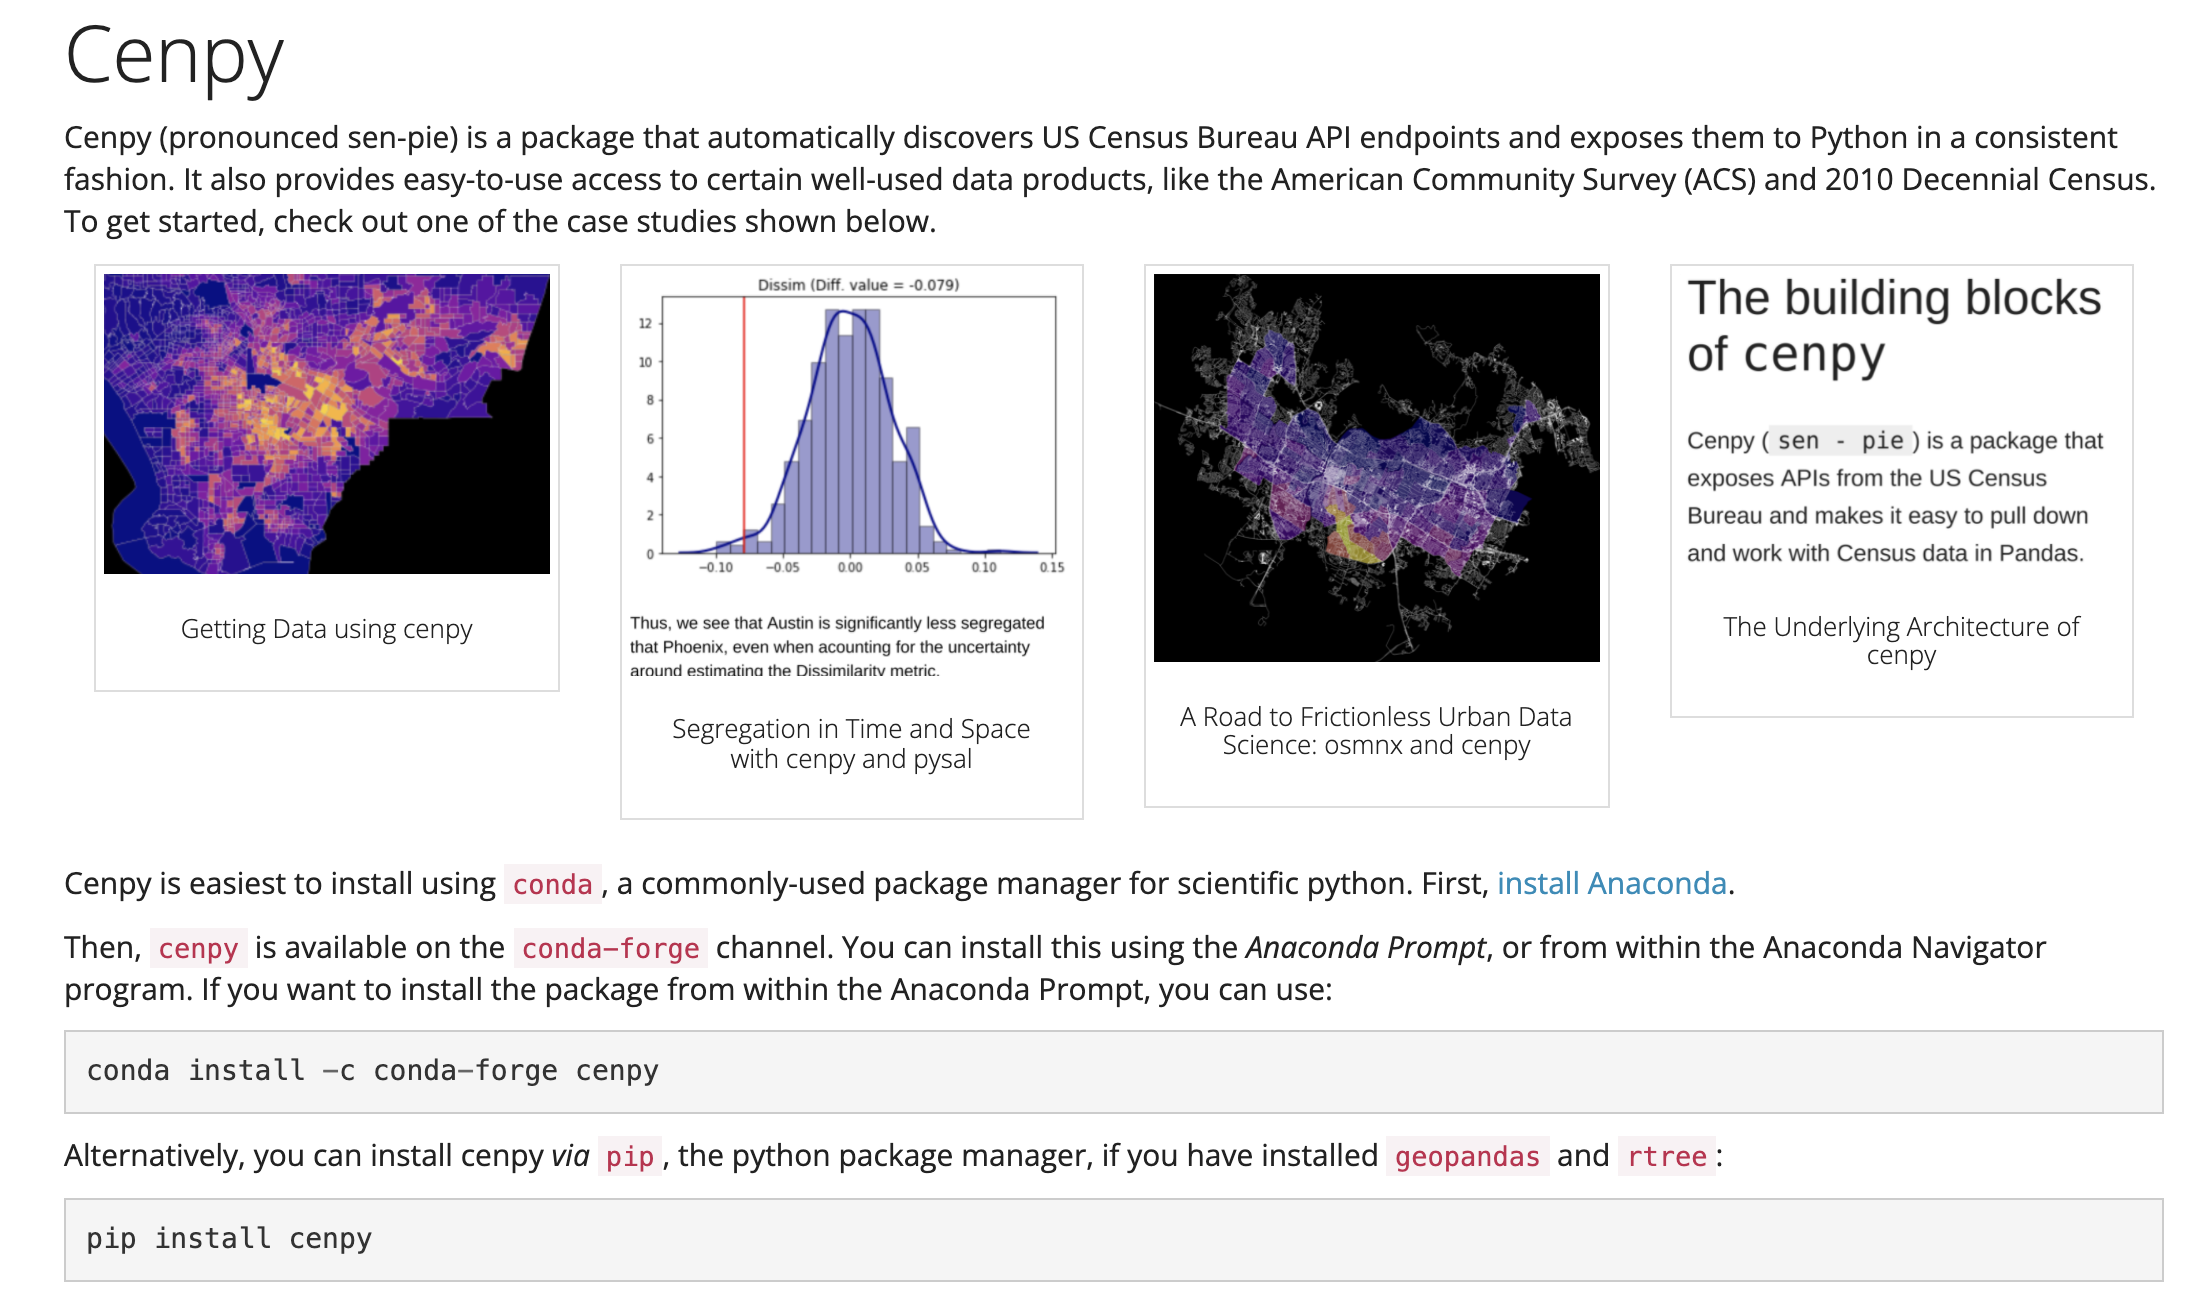 Cenpy
Cenpy (pronounced sen-pie) is a package that automatically discovers US Census Bureau API endpoints and exposes them to Python in a consistent
fashion. It also provides easy-to-use access to certain well-used data products, like the American Community Survey (ACS) and 2010 Decennial Census.
To get started, check out one of the case studies shown below.
Getting Data using cenpy
Dissim (Diff. value = -0.079)
12
10
8
6
4
2
0
−0.10 −0.05 0.00 0.05 0.10 0.15
Thus, we see that Austin is significantly less segregated
that Phoenix, even when acounting for the uncertainty
around estimating the Dissimilarity metric.
Segregation in Time and Space
with cenpy and pysal
A Road to Frictionless Urban Data
Science: osmnx and cenpy
The building blocks
of cenpy
Cenpy ( sen - pie ) is a package that
exposes APIs from the US Census
Bureau and makes it easy to pull down
and work with Census data in Pandas.
The Underlying Architecture of
cenpy
Cenpy is easiest to install using conda , a commonly-used package manager for scientific python. First, install Anaconda.
Then, cenpy is available on the conda-forge channel. You can install this using the Anaconda Prompt, or from within the Anaconda Navigator
program. If you want to install the package from within the Anaconda Prompt, you can use:
conda install -c conda-forge cenpy
Alternatively, you can install cenpy via pip , the python package manager, if you have installed geopandas and rtree :
pip install cenpy